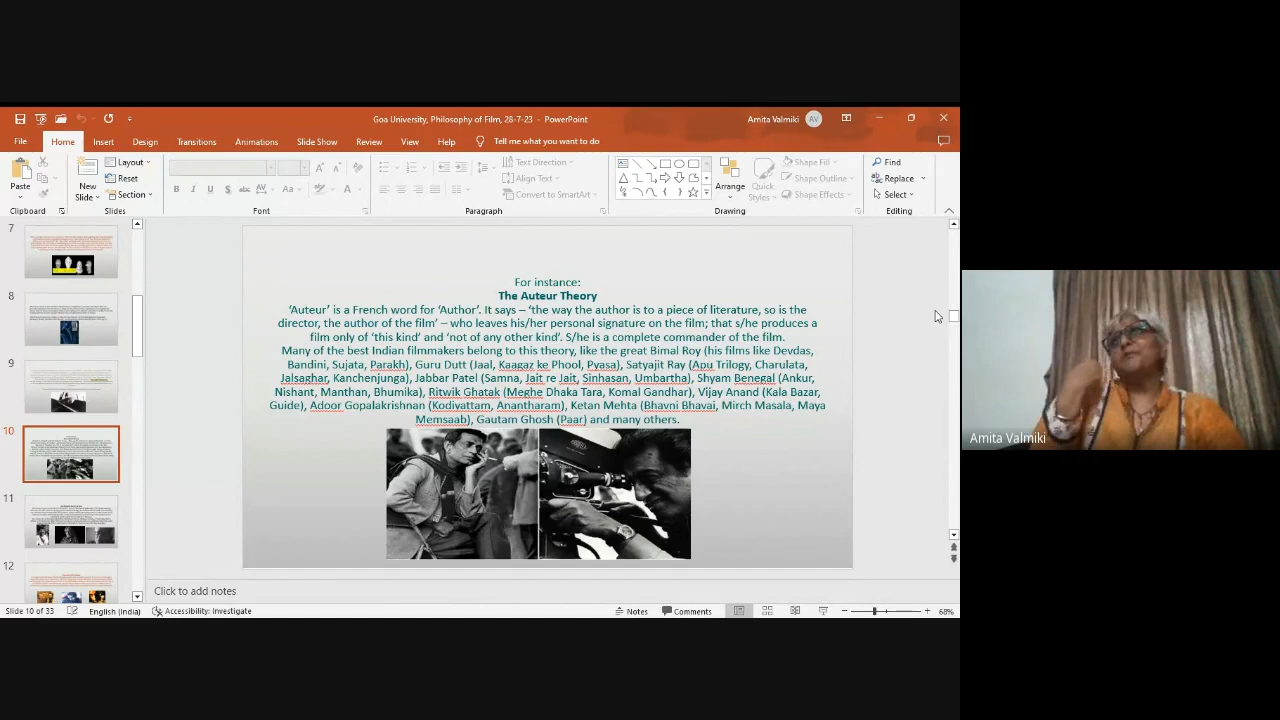 Goa University, Philosophy of Film, 28-7-23 - PowerPoint
Amita Valmiki
AV
File
Home
Insert
Design
Transitions
Animations
Slide Show
Review
View
Help
Tell me what you want to do
Paste
Clipboard
New
Slide
Layout
Reset
Section
Slides
B I U S abc AV Aa A
Font
Text Direction
Align Text
Convert to SmartArt
Paragraph
Arrange
Quick
Styles
Shape Fill
Shape Outline
Shape Effects
Drawing
Find
Replace
Select
Editing
7
8
9
10
11
12
For instance:
The Auteur Theory
‘Auteur’ is a French word for ‘Author’. It says – ‘the way the author is to a piece of literature, so is the
director, the author of the film’ – who leaves his/her personal signature on the film; that s/he produces a
film only of ‘this kind’ and ‘not of any other kind’. S/he is a complete commander of the film.
Many of the best Indian filmmakers belong to this theory, like the great Bimal Roy (his films like Devdas,
Bandini, Sujata, Parakh), Guru Dutt (Jaal, Kaagaz ke Phool, Pyasa), Satyajit Ray (Apu Trilogy, Charulata,
Jalsaghar, Kanchenjunga), Jabbar Patel (Samna, Jait re Jait, Sinhasan, Umbartha), Shyam Benegal (Ankur,
Nishant, Manthan, Bhumika), Ritwik Ghatak (Meghe Dhaka Tara, Komal Gandhar), Vijay Anand (Kala Bazar,
Guide), Adoor Gopalakrishnan (Kodivattam, Anantharam), Ketan Mehta (Bhavni Bhavai, Mirch Masala, Maya
Memsaab), Gautam Ghosh (Paar) and many others.
Click to add notes
Slide 10 of 33
English (India)
Accessibility: Investigate
Notes
Comments
68%
Amita Valmiki